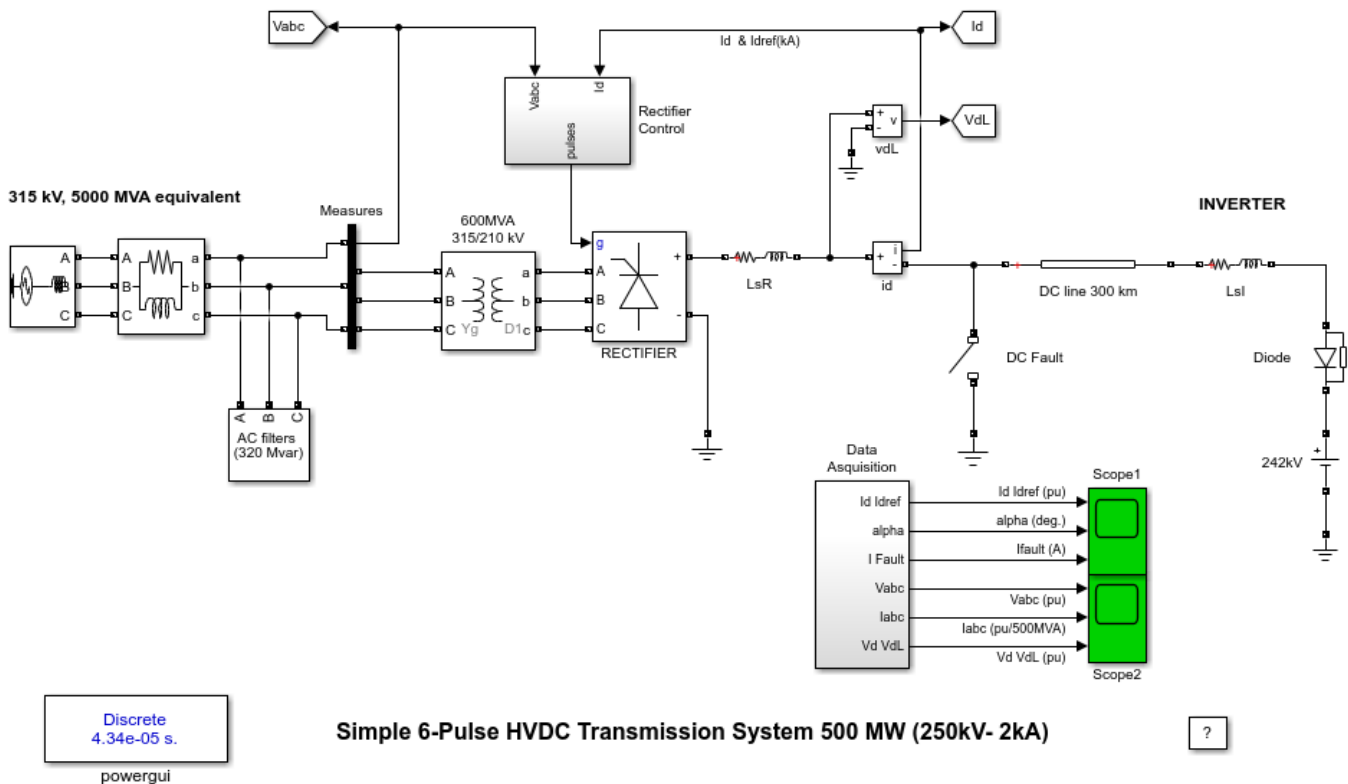 Vabc
Id & Idref(kA)
Id
Vabc
Id
pulses
Rectifier
Control
+
-
v
vdL
VdL
315 kV, 5000 MVA equivalent
Measures
600MVA
315/210 kV
INVERTER
A
B
C
A
B
C
a
b
c
A
B
C
Yg
D1
a
b
c
g
A
B
C
+
-
RECTIFIER
LsR
+
i
-
id
DC line 300 km
LsI
DC Fault
Diode
+
242kV
A
B
C
AC filters
(320 Mvar)
Data
Asquisition
Id Idref
alpha
I Fault
Vabc
Iabc
Vd VdL
Id Idref (pu)
alpha (deg.)
Ifault (A)
Vabc (pu)
Iabc (pu/500MVA)
Vd VdL (pu)
Scope1
Scope2
Discrete
4.34e-05 s.
powergui
Simple 6-Pulse HVDC Transmission System 500 MW (250kV- 2kA)
?